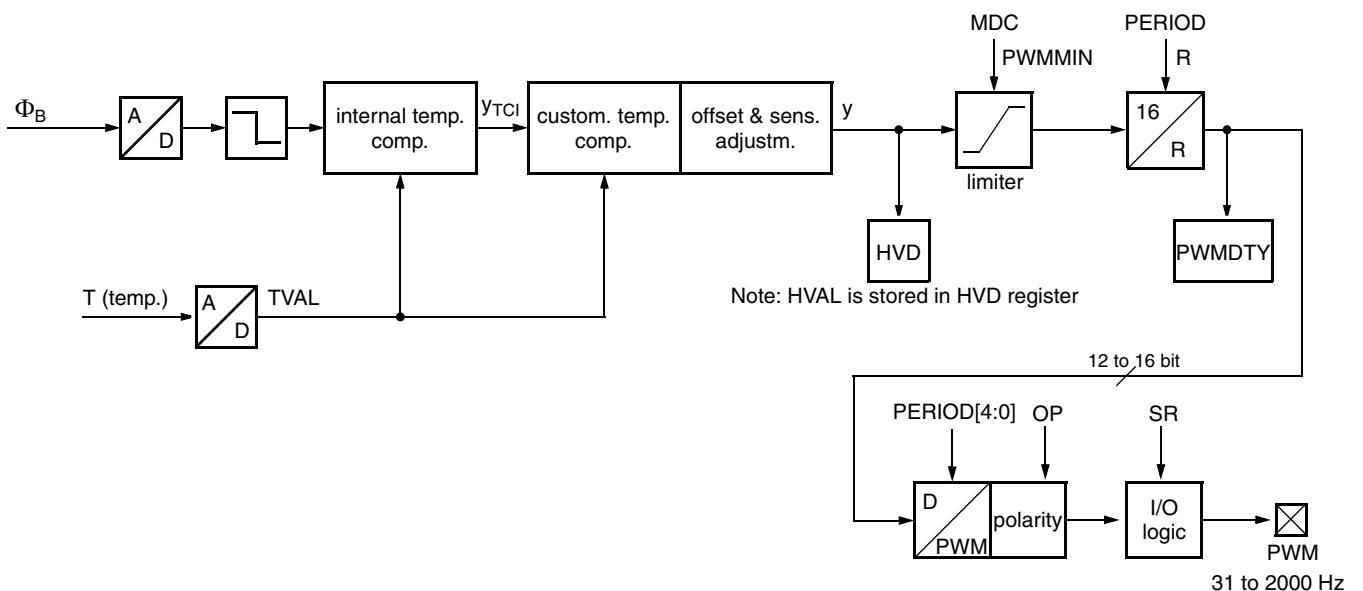 MDC
PERIOD
PWMMIN
R
ΦB
A
D
internal temp.
comp.
yTCI
custom. temp.
comp.
offset & sens.
adjustm.
y
limiter
16
R
HVD
PWMDTY
Note: HVAL is stored in HVD register
T (temp.)
A
D
TVAL
12 to 16 bit
PERIOD[4:0]
OP
SR
D
PWM
polarity
I/O
logic
PWM
31 to 2000 Hz